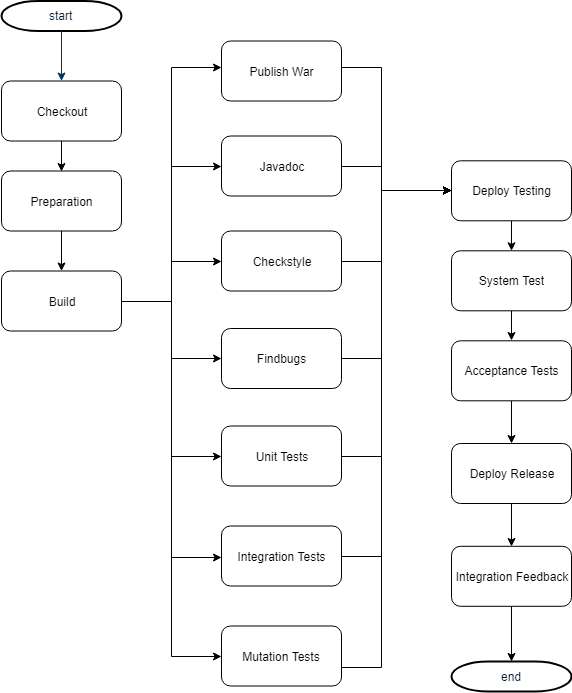 start
Checkout
Preparation
Build
Publish War
Javadoc
Checkstyle
Findbugs
Unit Tests
Integration Tests
Mutation Tests
Deploy Testing
System Test
Acceptance Tests
Deploy Release
Integration Feedback
end